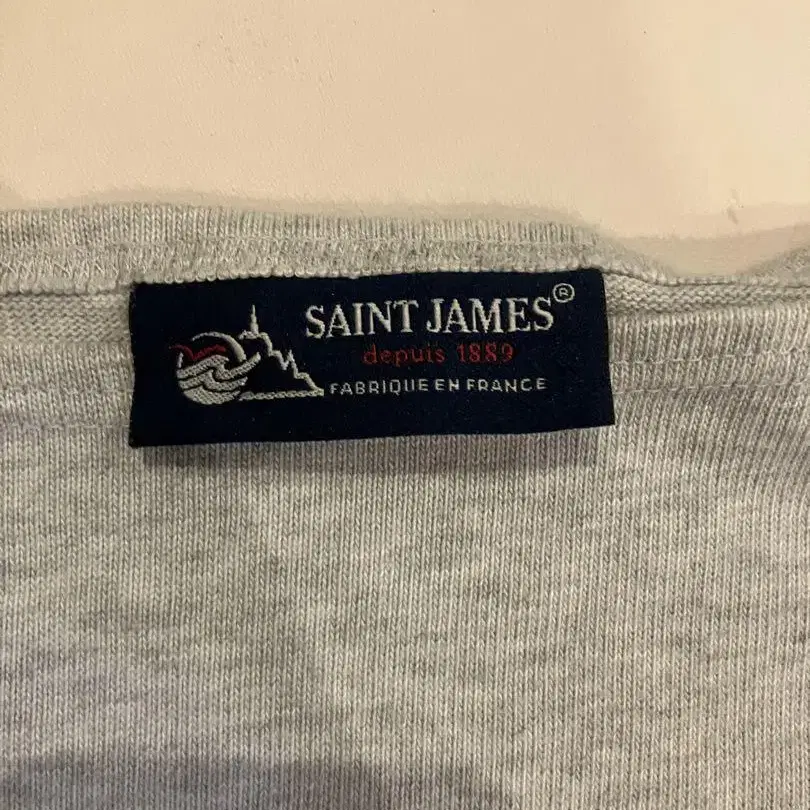 SAINT JAMES®
depuis 1889
FABRIQUE EN FRANCE